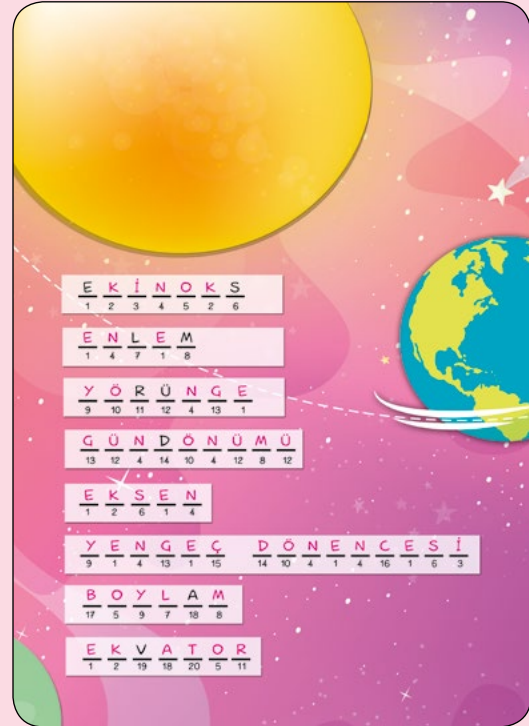 E K İ N O K S
1 2 3 4 5 2 6
E N L E M
1 4 7 1 8
Y Ö R Ü N G E
9 10 11 12 4 13 1
G Ü N D Ö N Ü M Ü
13 12 4 14 10 4 12 8 12
E K S E N
1 2 6 1 4
Y E N G E Ç D Ö N E N C E S İ
9 1 4 13 1 15 14 10 4 1 4 16 1 6 3
B O Y L A M
17 5 9 7 18 8
E K V A T O R
1 2 19 18 20 5 11